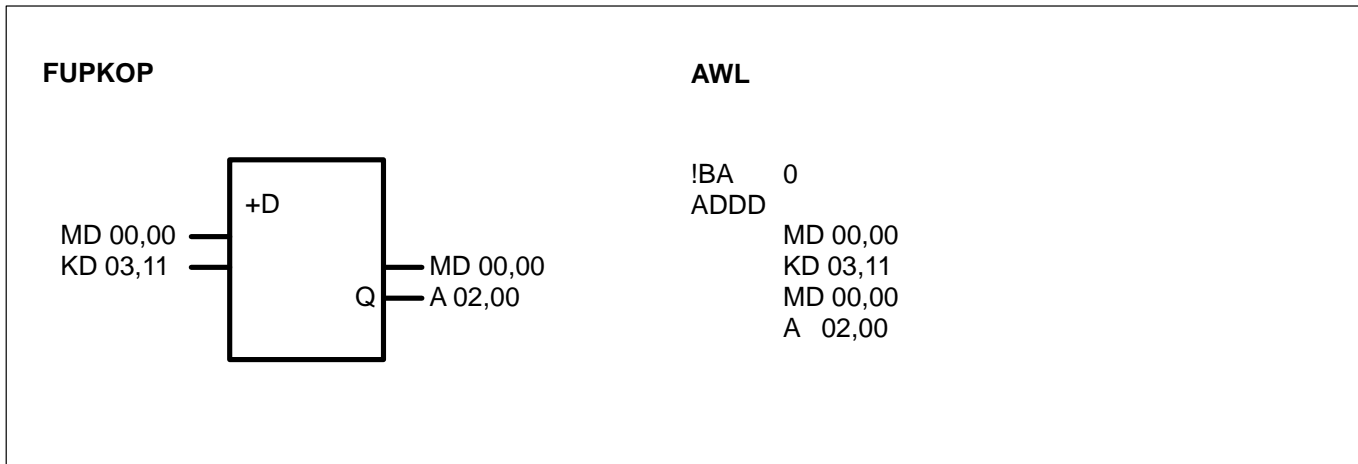 FUPKOP
+D
MD 00,00
KD 03,11
MD 00,00
Q A 02,00
AWL
!BA 0
ADDD
MD 00,00
KD 03,11
MD 00,00
A 02,00